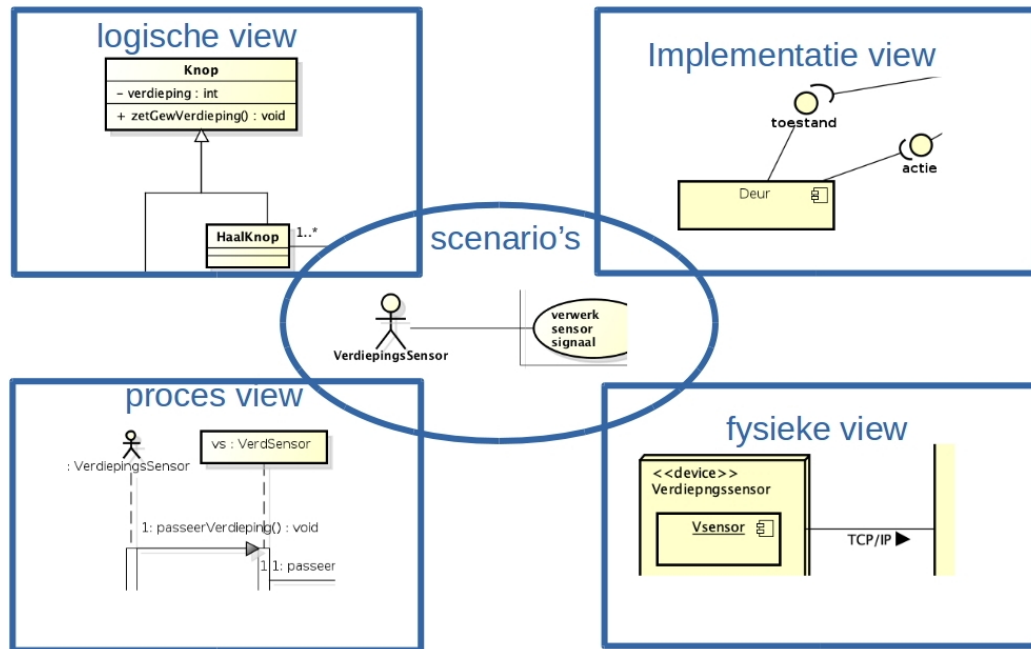 logische view
Knop
- verdieping : int
+ zetGewVerdieping() : void
HaalKnop
1..*
Implementatie view
toestand
actie
Deur
scenario's
VerdiepingsSensor
verwerk
sensor
signaal
proces view
: VerdiepingsSensor
vs : VerdSensor
1: passeerVerdieping() : void
1.1: passeer
fysieke view
<<device>>
Verdiepngssensor
Vsensor
TCP/IP